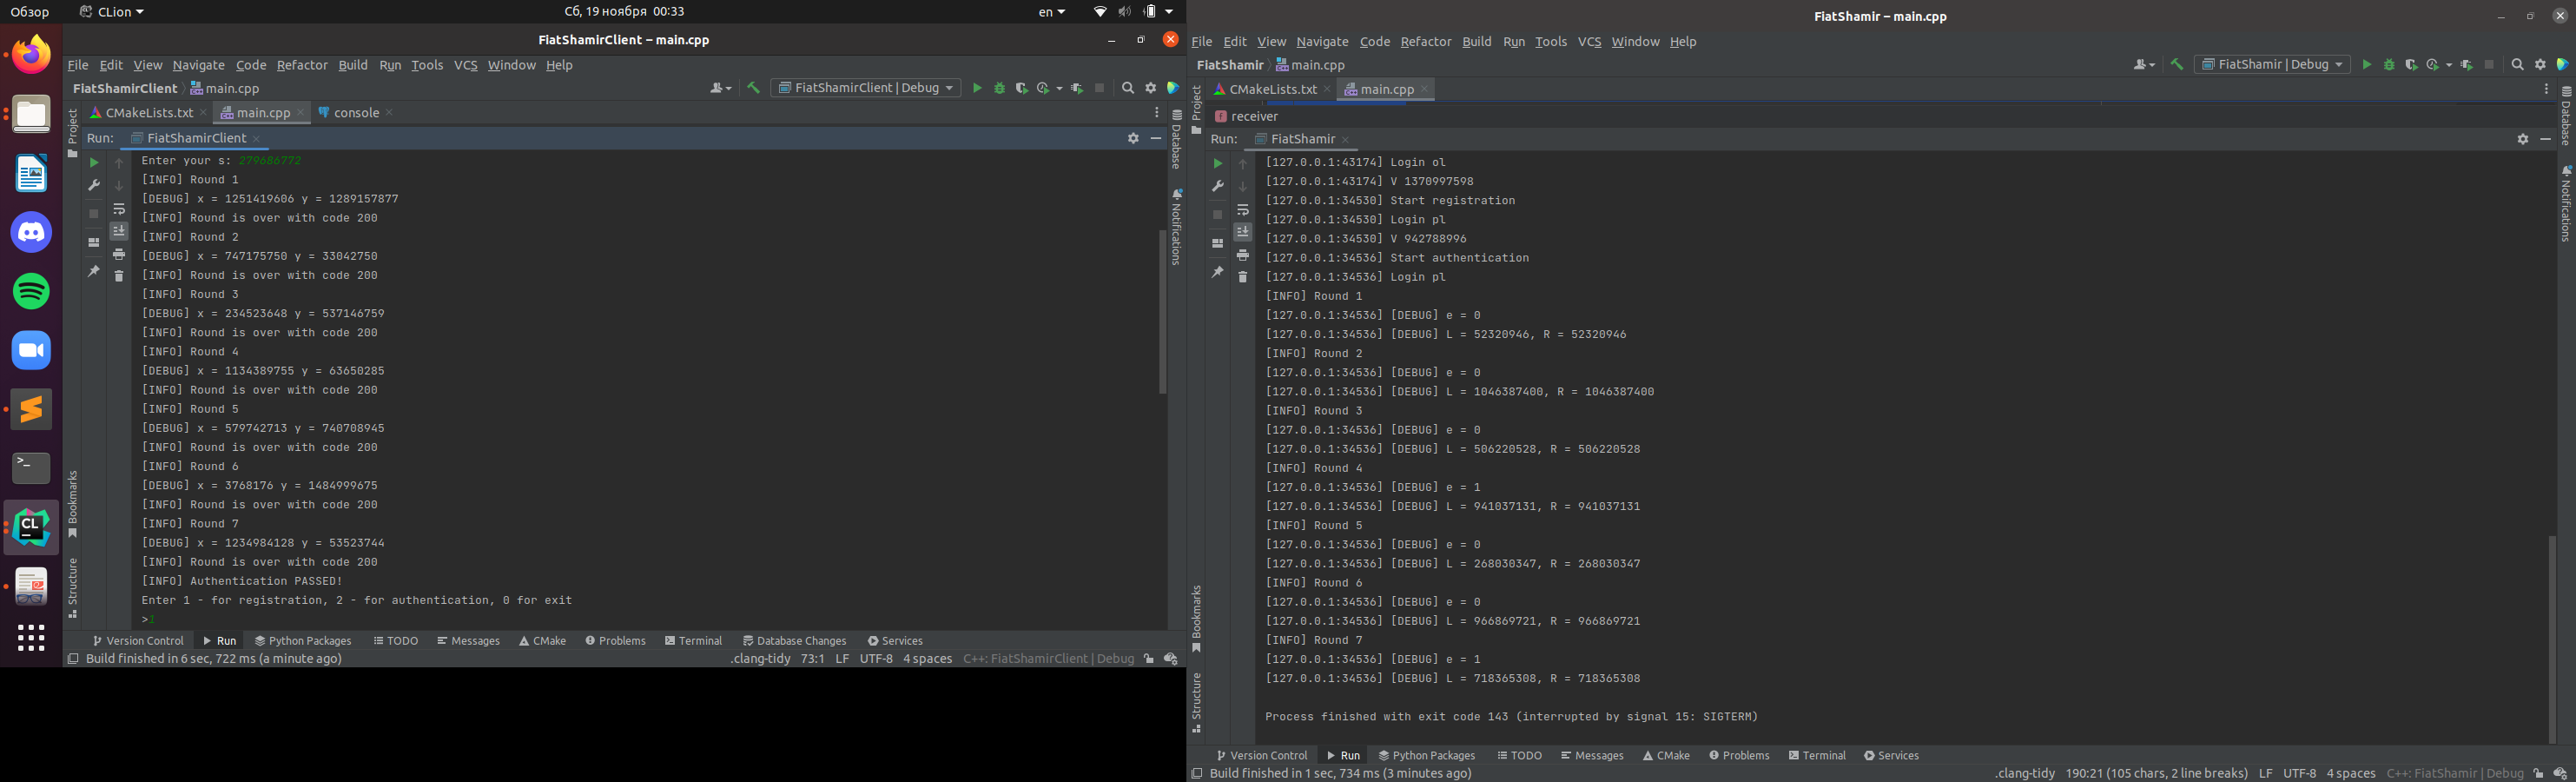 Обзор CLion Сб, 19 ноября 00:33 en
FiatShamirClient – main.cpp
File Edit View Navigate Code Refactor Build Run Tools VCS Window Help
FiatShamirClient main.cpp FiatShamirClient | Debug
CMakeLists.txt main.cpp console
Run: FiatShamirClient
Enter your s: 279686772
[INFO] Round 1
[DEBUG] x = 1251419606 y = 1289157877
[INFO] Round is over with code 200
[INFO] Round 2
[DEBUG] x = 747175750 y = 33042750
[INFO] Round is over with code 200
[INFO] Round 3
[DEBUG] x = 234523648 y = 537146759
[INFO] Round is over with code 200
[INFO] Round 4
[DEBUG] x = 1134389755 y = 63650285
[INFO] Round is over with code 200
[INFO] Round 5
[DEBUG] x = 579742713 y = 740708945
[INFO] Round is over with code 200
[INFO] Round 6
[DEBUG] x = 3768176 y = 1484999675
[INFO] Round is over with code 200
[INFO] Round 7
[DEBUG] x = 1234984128 y = 53523744
[INFO] Round is over with code 200
[INFO] Authentication PASSED!
Enter 1 - for registration, 2 - for authentication, 0 for exit
>1
Project
Bookmarks
Structure
Database
Notifications
CL
Version Control Run Python Packages TODO Messages CMake Problems Terminal Database Changes Services
Build finished in 6 sec, 722 ms (a minute ago) .clang-tidy 73:1 LF UTF-8 4 spaces C++: FiatShamirClient | Debug
FiatShamir – main.cpp
File Edit View Navigate Code Refactor Build Run Tools VCS Window Help
FiatShamir main.cpp FiatShamir | Debug
CMakeLists.txt main.cpp
f receiver
Run: FiatShamir
[127.0.0.1:43174] Login ol
[127.0.0.1:43174] V 1370997598
[127.0.0.1:34530] Start registration
[127.0.0.1:34530] Login pl
[127.0.0.1:34530] V 942788996
[127.0.0.1:34536] Start authentication
[127.0.0.1:34536] Login pl
[INFO] Round 1
[127.0.0.1:34536] [DEBUG] e = 0
[127.0.0.1:34536] [DEBUG] L = 52320946, R = 52320946
[INFO] Round 2
[127.0.0.1:34536] [DEBUG] e = 0
[127.0.0.1:34536] [DEBUG] L = 1046387400, R = 1046387400
[INFO] Round 3
[127.0.0.1:34536] [DEBUG] e = 0
[127.0.0.1:34536] [DEBUG] L = 506220528, R = 506220528
[INFO] Round 4
[127.0.0.1:34536] [DEBUG] e = 1
[127.0.0.1:34536] [DEBUG] L = 941037131, R = 941037131
[INFO] Round 5
[127.0.0.1:34536] [DEBUG] e = 0
[127.0.0.1:34536] [DEBUG] L = 268030347, R = 268030347
[INFO] Round 6
[127.0.0.1:34536] [DEBUG] e = 0
[127.0.0.1:34536] [DEBUG] L = 966869721, R = 966869721
[INFO] Round 7
[127.0.0.1:34536] [DEBUG] e = 1
[127.0.0.1:34536] [DEBUG] L = 718365308, R = 718365308
Process finished with exit code 143 (interrupted by signal 15: SIGTERM)
Project
Bookmarks
Structure
Database
Notifications
Version Control Run Python Packages TODO Messages CMake Problems Terminal Services
Build finished in 1 sec, 734 ms (3 minutes ago) .clang-tidy 190:21 (105 chars, 2 line breaks) LF UTF-8 4 spaces C++: FiatShamir | Debug